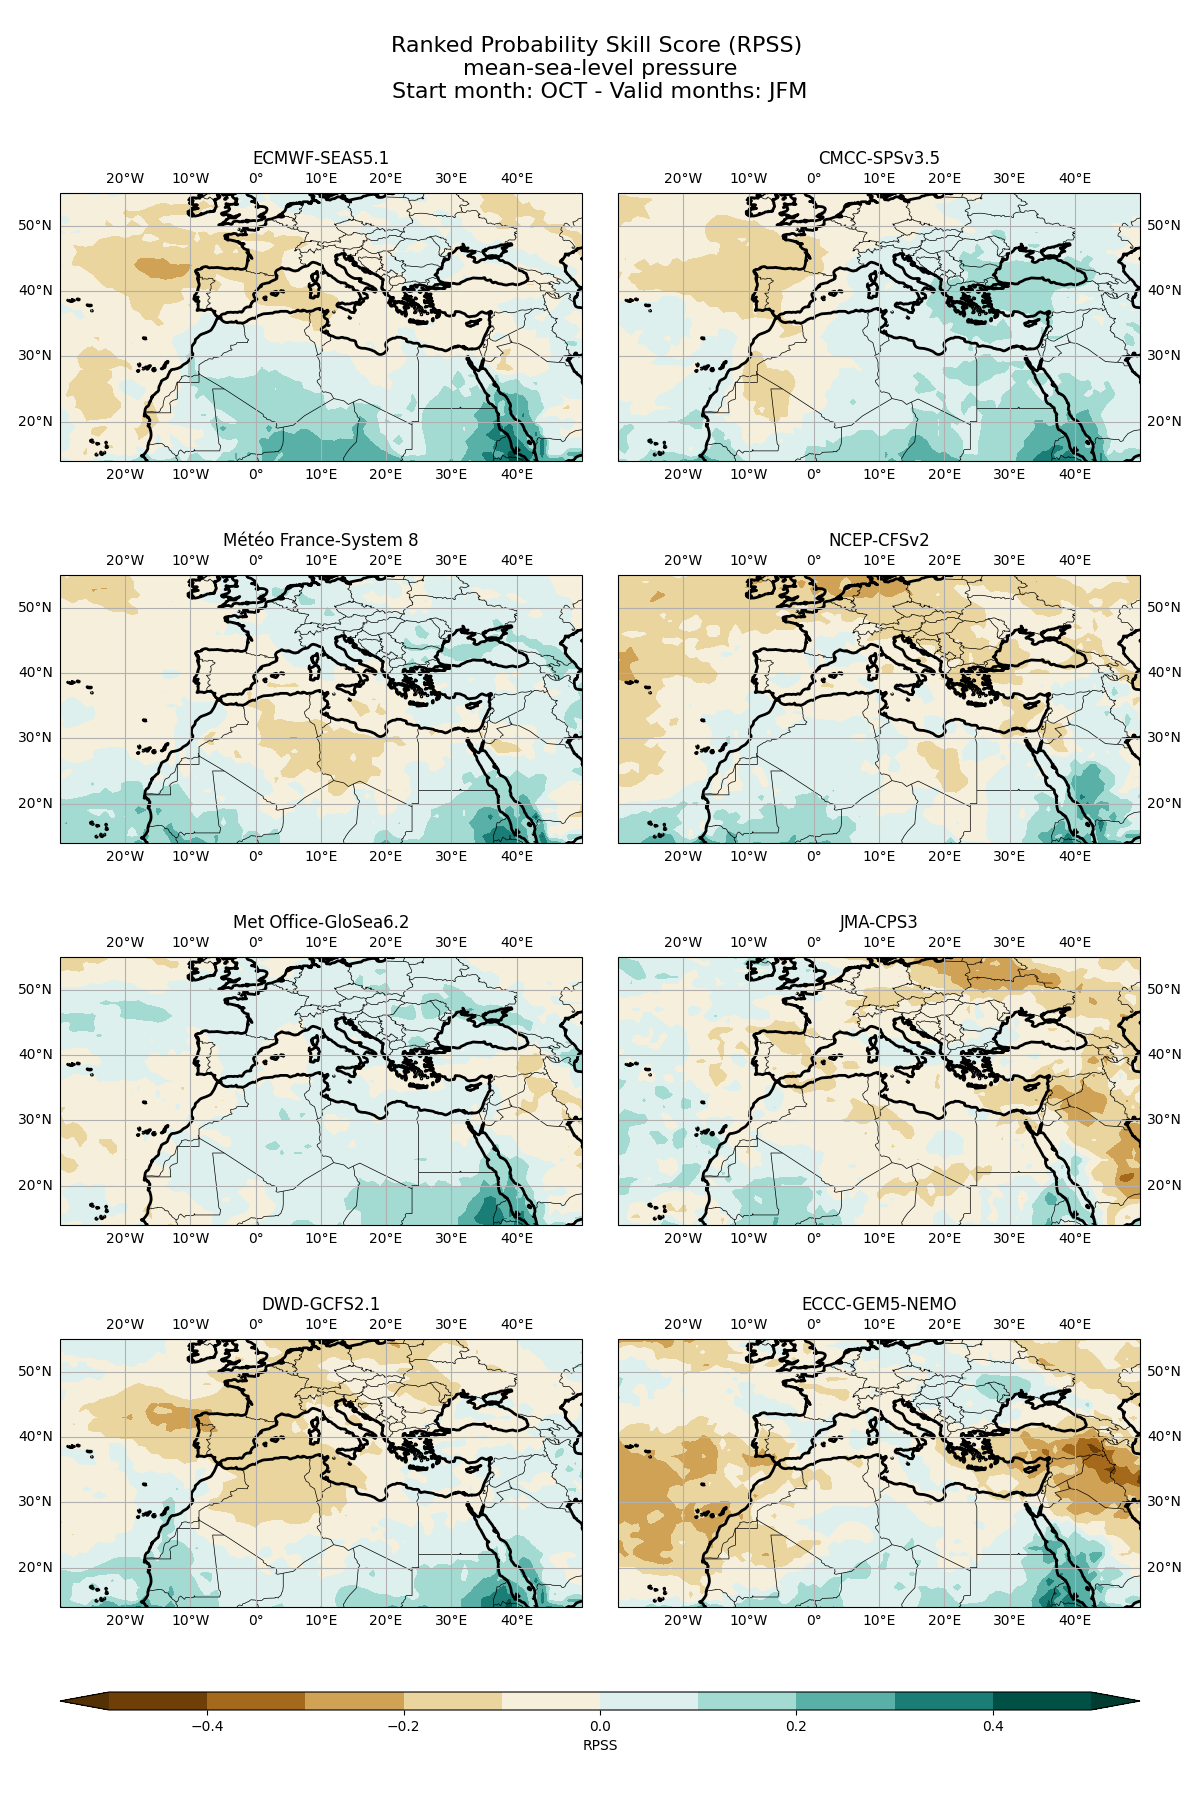 Ranked Probability Skill Score (RPSS)
mean-sea-level pressure
Start month: OCT - Valid months: JFM
ECMWF-SEAS5.1 CMCC-SPSv3.5
20°W 10°W 0° 10°E 20°E 30°E 40°E 20°W 10°W 0° 10°E 20°E 30°E 40°E
50°N 50°N
40°N 40°N
30°N 30°N
20°N 20°N
20°W 10°W 0° 10°E 20°E 30°E 40°E 20°W 10°W 0° 10°E 20°E 30°E 40°E
Météo France-System 8 NCEP-CFSv2
20°W 10°W 0° 10°E 20°E 30°E 40°E 20°W 10°W 0° 10°E 20°E 30°E 40°E
50°N 50°N
40°N 40°N
30°N 30°N
20°N 20°N
20°W 10°W 0° 10°E 20°E 30°E 40°E 20°W 10°W 0° 10°E 20°E 30°E 40°E
Met Office-GloSea6.2 JMA-CPS3
20°W 10°W 0° 10°E 20°E 30°E 40°E 20°W 10°W 0° 10°E 20°E 30°E 40°E
50°N 50°N
40°N 40°N
30°N 30°N
20°N 20°N
20°W 10°W 0° 10°E 20°E 30°E 40°E 20°W 10°W 0° 10°E 20°E 30°E 40°E
DWD-GCFS2.1 ECCC-GEM5-NEMO
20°W 10°W 0° 10°E 20°E 30°E 40°E 20°W 10°W 0° 10°E 20°E 30°E 40°E
50°N 50°N
40°N 40°N
30°N 30°N
20°N 20°N
20°W 10°W 0° 10°E 20°E 30°E 40°E 20°W 10°W 0° 10°E 20°E 30°E 40°E
−0.4 −0.2 0.0 0.2 0.4
RPSS